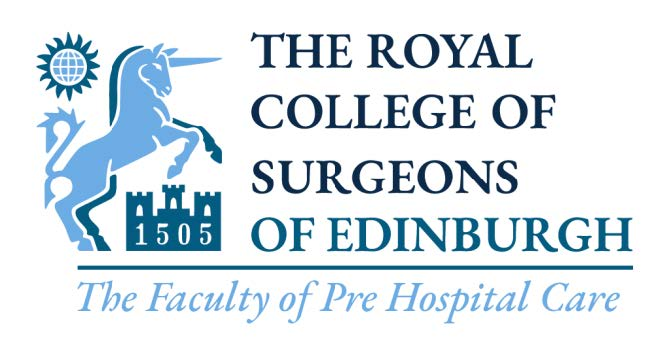 THE ROYAL
COLLEGE OF
SURGEONS
OF EDINBURGH
1505
The Faculty of Pre Hospital Care